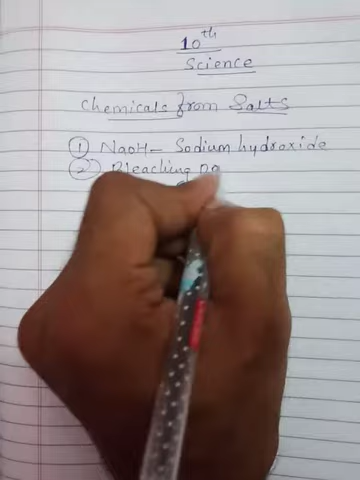 10th
Science
Chemicals from Salts
① NaOH - Sodium hydroxide
② Bleaching